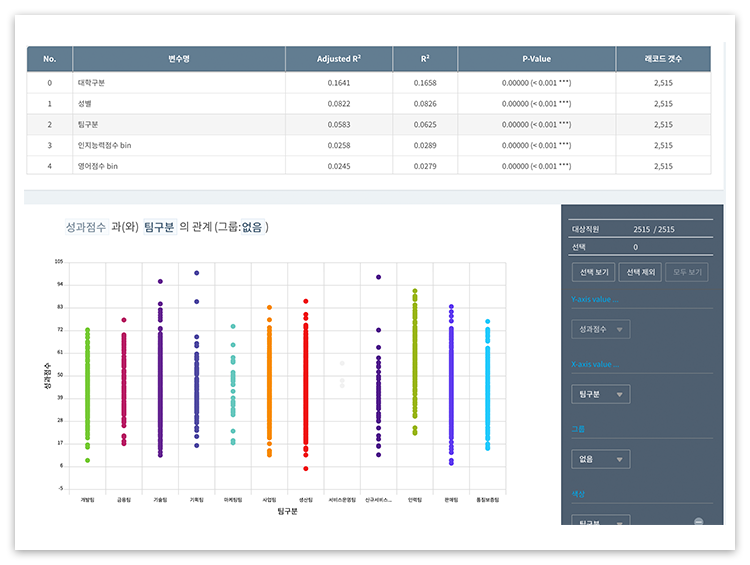 No. 변수명 Adjusted R² R² P-Value 래코드 갯수
0 대학구분 0.1641 0.1658 0.00000 (< 0.001 ***) 2,515
1 성별 0.0822 0.0826 0.00000 (< 0.001 ***) 2,515
2 팀구분 0.0583 0.0625 0.00000 (< 0.001 ***) 2,515
3 인지능력점수 bin 0.0258 0.0289 0.00000 (< 0.001 ***) 2,515
4 영어점수 bin 0.0245 0.0279 0.00000 (< 0.001 ***) 2,515
성과점수 과(와) 팀구분 의 관계 (그룹:없음 )
105
94
83
72
61
50
39
28
17
6
-5
성과점수
개발팀 금융팀 기술팀 기획팀 마케팅팀 사업팀 생산팀 서비스운영팀 신규서비스... 인력팀 판매팀 품질보증팀
팀구분
대상직원 2515 / 2515
선택 0
선택 보기 선택 제외 모두 보기
Y-axis value ...
성과점수
X-axis value ...
팀구분
그룹
없음
색상
팀구분